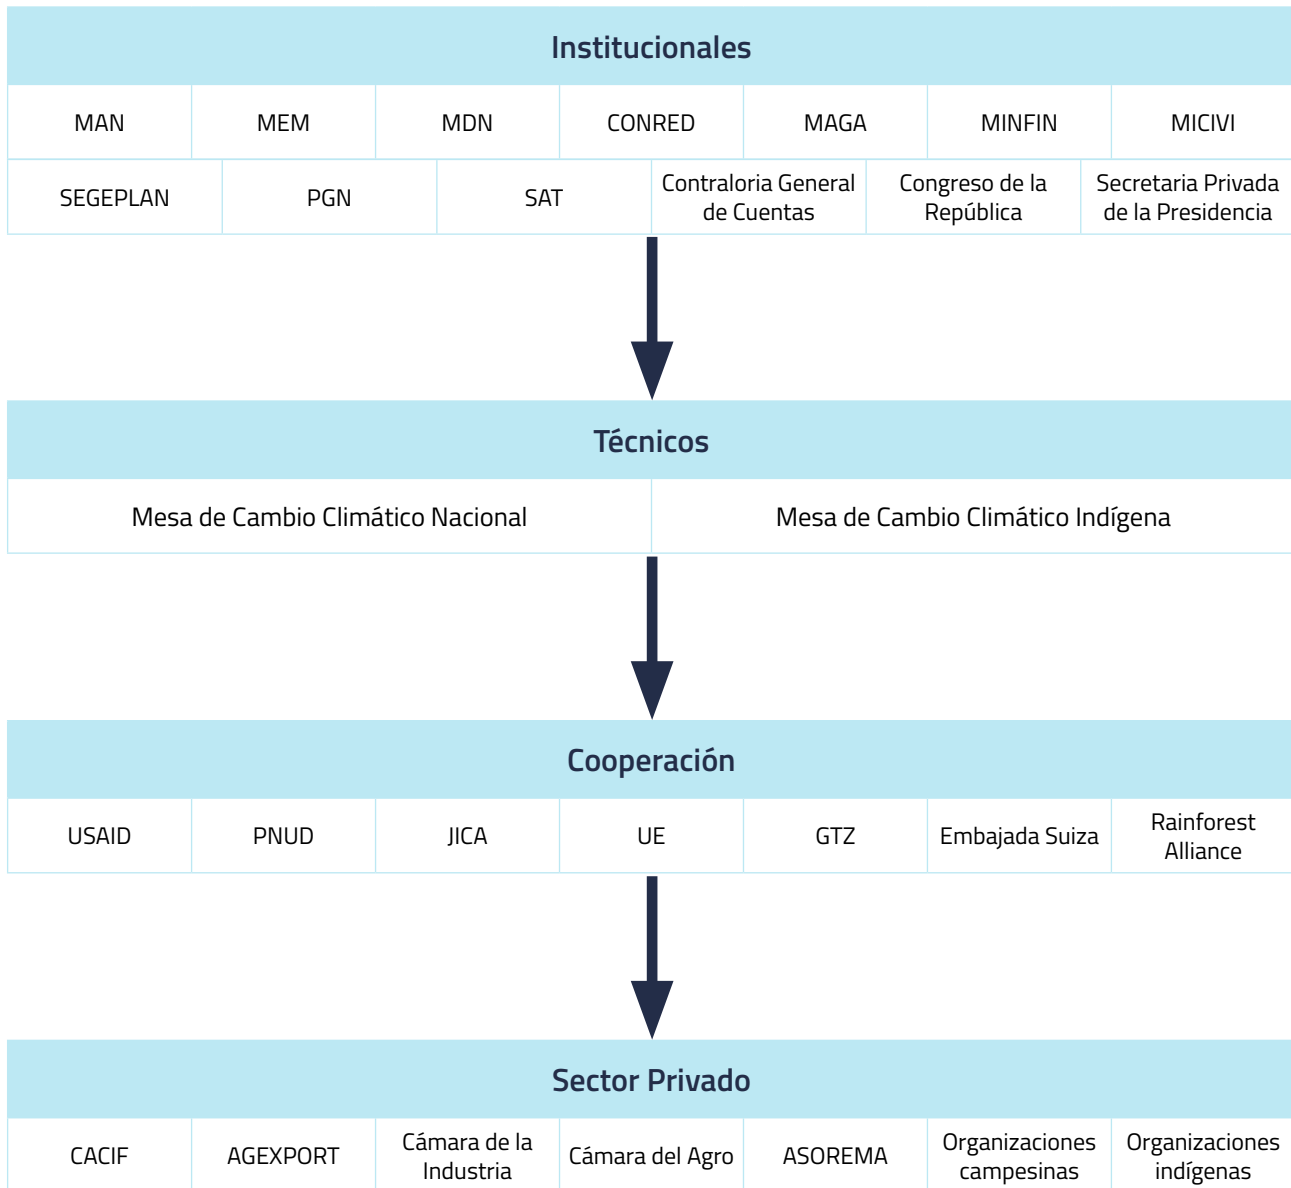 Institucionales
MAN MEM MDN CONRED MAGA MINFIN MICIVI
SEGEPLAN PGN SAT Contraloria General de Cuentas Congreso de la República Secretaria Privada de la Presidencia
Técnicos
Mesa de Cambio Climático Nacional Mesa de Cambio Climático Indígena
Cooperación
USAID PNUD JICA UE GTZ Embajada Suiza Rainforest Alliance
Sector Privado
CACIF AGEXPORT Cámara de la Industria Cámara del Agro ASOREMA Organizaciones campesinas Organizaciones indígenas